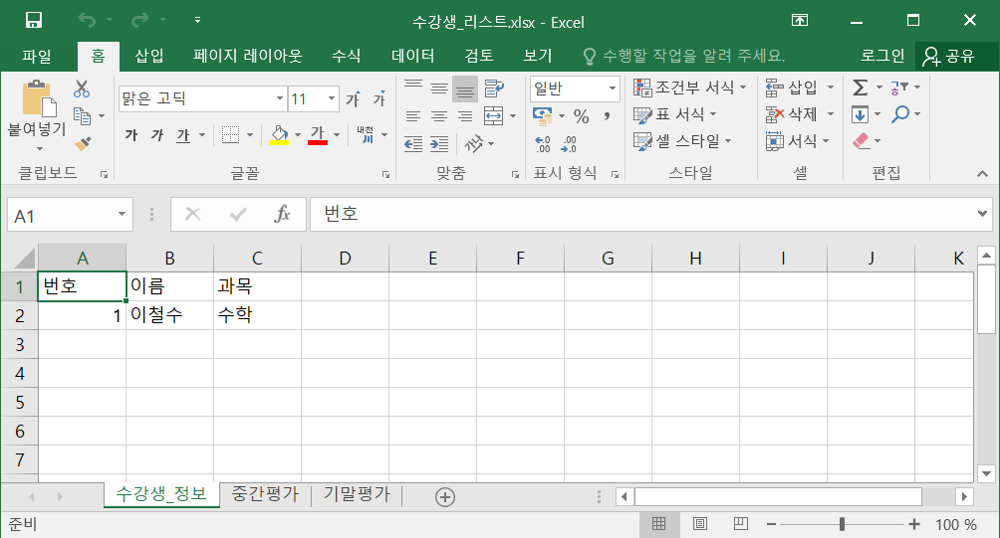 수강생_리스트.xlsx - Excel
파일 홈 삽입 페이지 레이아웃 수식 데이터 검토 보기 수행할 작업을 알려 주세요. 로그인 공유
붙여넣기
클립보드
맑은 고딕 11 가 가
가 가 가 가 내천
글꼴
맞춤
일반
% ,
.0 .00
.00 .0
표시 형식
조건부 서식
표 서식
셀 스타일
스타일
삽입
삭제
서식
셀
편집
A1 fx 번호
A B C D E F G H I J K
1 번호 이름 과목
2 1 이철수 수학
3
4
5
6
7
수강생_정보 중간평가 기말평가
준비 100 %